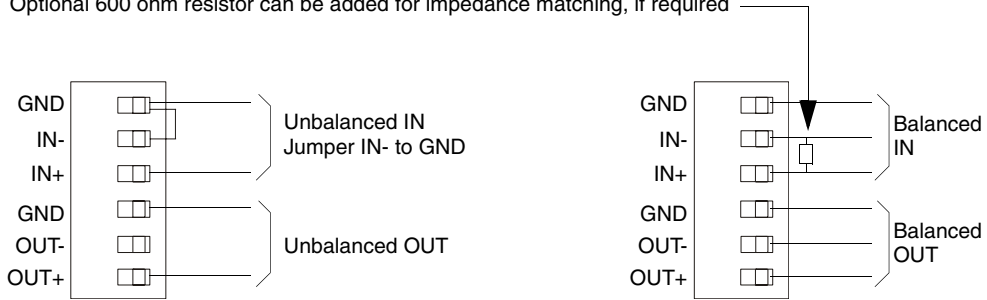 Optional 600 ohm resistor can be added for impedance matching, if required
GND
IN-
IN+
GND
OUT-
OUT+
Unbalanced IN
Jumper IN- to GND
Unbalanced OUT
GND
IN-
IN+
GND
OUT-
OUT+
Balanced
IN
Balanced
OUT